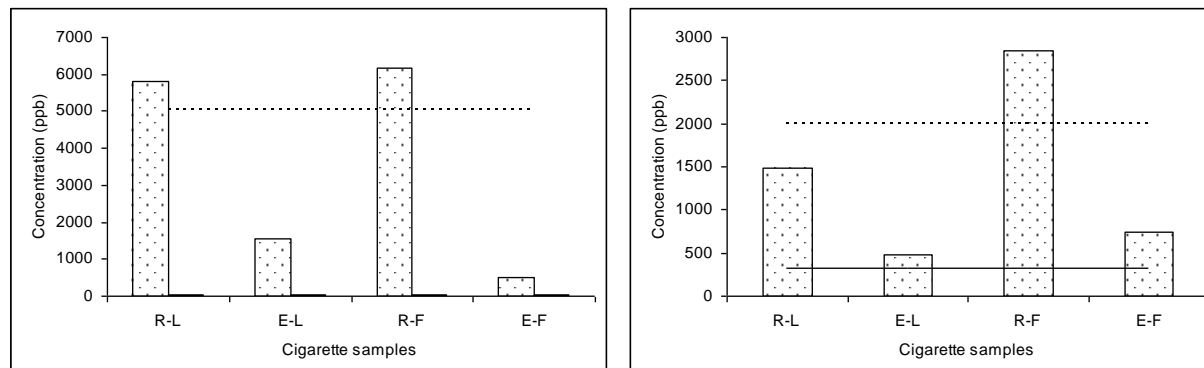 Concentration (ppb)
7000
6000
5000
4000
3000
2000
1000
0
R-L E-L R-F E-F
Cigarette samples
Concentration (ppb)
3000
2500
2000
1500
1000
500
0
R-L E-L R-F E-F
Cigarette samples